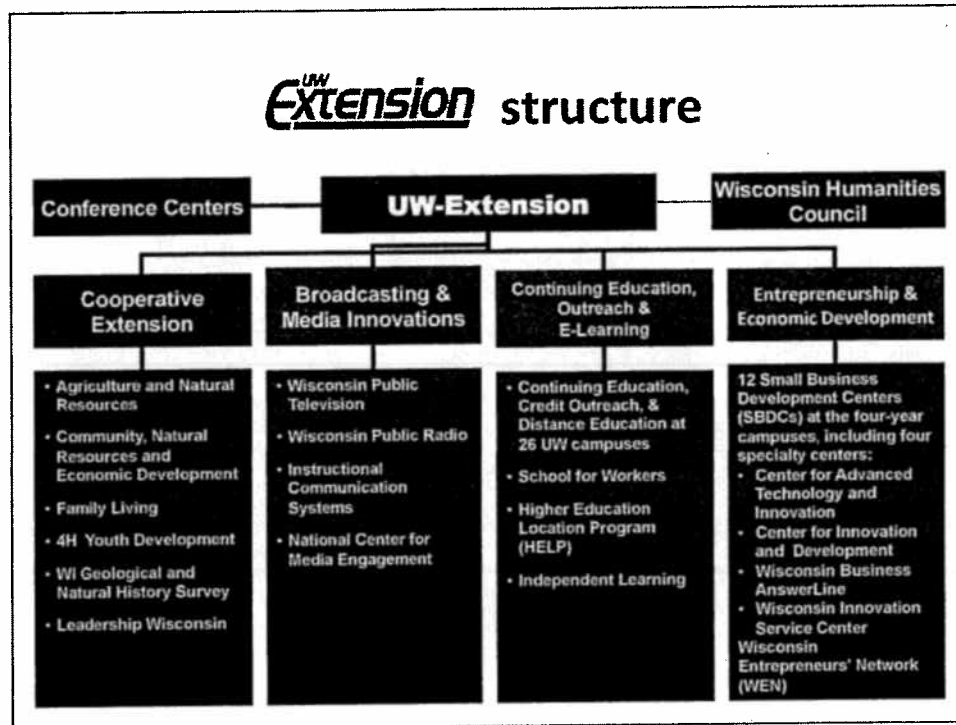 UW Extension structure
Conference Centers
UW-Extension
Wisconsin Humanities
Council
Cooperative
Extension
• Agriculture and Natural
Resources
• Community, Natural
Resources and
Economic Development
• Family Living
• 4H Youth Development
• WI Geological and
Natural History Survey
• Leadership Wisconsin
Broadcasting &
Media Innovations
• Wisconsin Public
Television
• Wisconsin Public Radio
• Instructional
Communication
Systems
• National Center for
Media Engagement
Continuing Education,
Outreach &
E-Learning
• Continuing Education,
Credit Outreach, &
Distance Education at
26 UW campuses
• School for Workers
• Higher Education
Location Program
(HELP)
• Independent Learning
Entrepreneurship &
Economic Development
12 Small Business
Development Centers
(SBDCs) at the four-year
campuses, including four
specialty centers:
• Center for Advanced
Technology and
Innovation
• Center for Innovation
and Development
• Wisconsin Business
AnswerLine
• Wisconsin Innovation
Service Center
Wisconsin
Entrepreneurs' Network
(WEN)